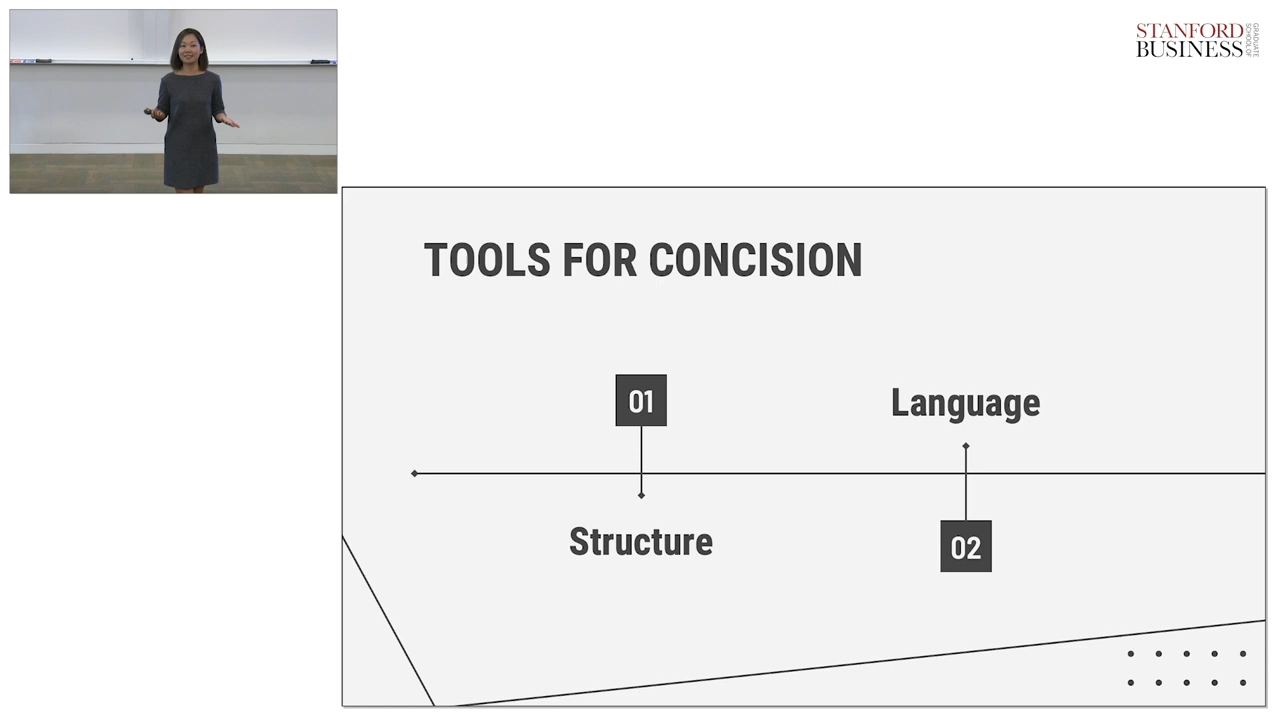 STANFORD
BUSINESS
GRADUATE
SCHOOL OF
TOOLS FOR CONCISION
01
Structure
Language
02